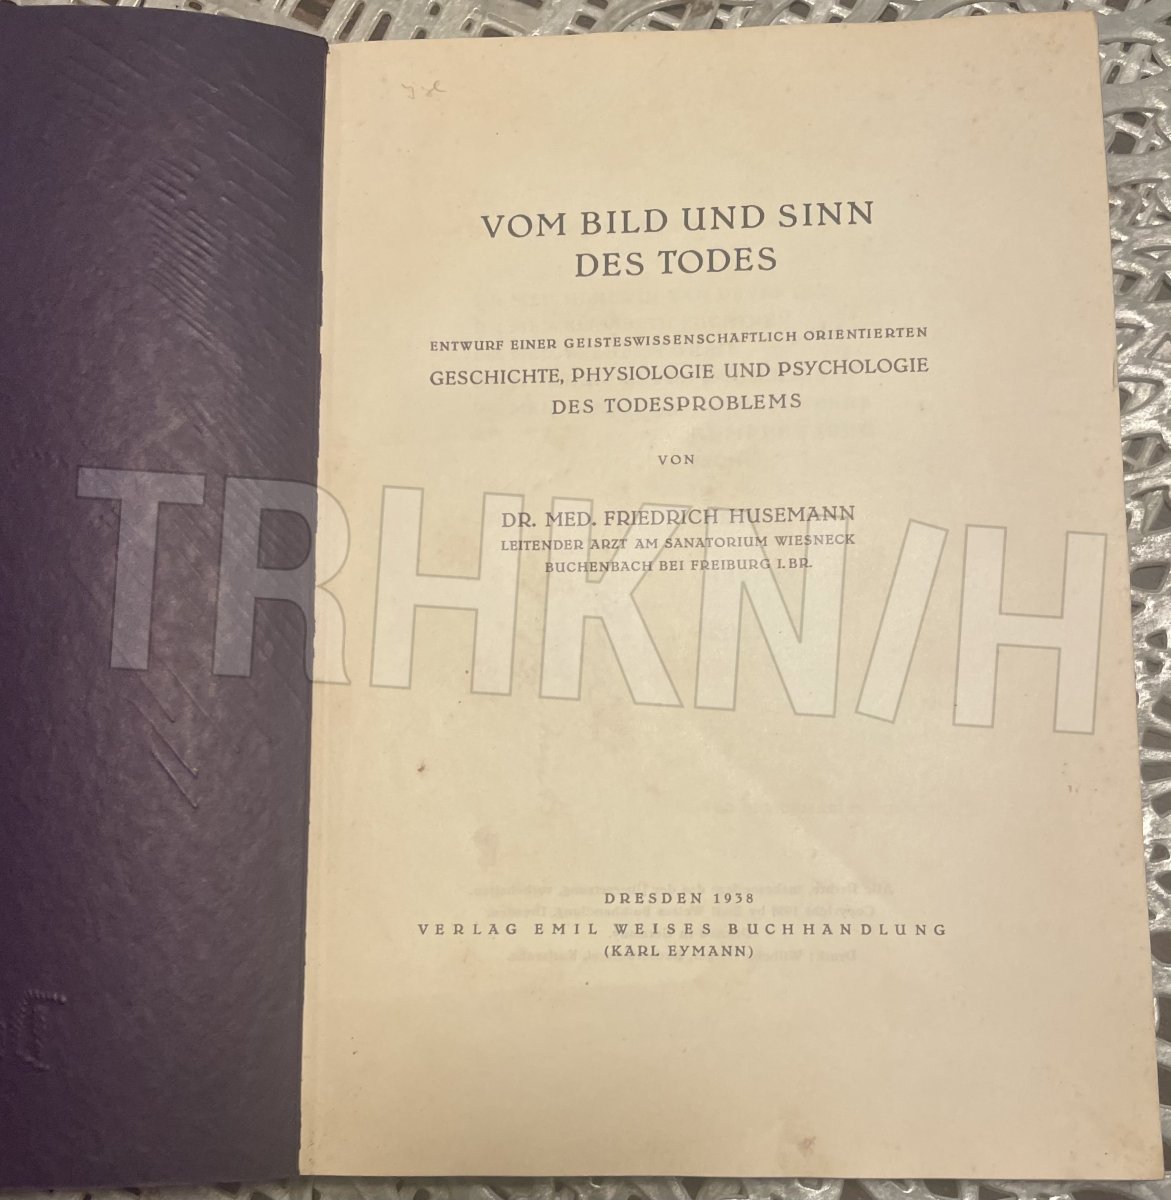 VOM BILD UND SINN
DES TODES
ENTWURF EINER GEISTESWISSENSCHAFTLICH ORIENTIERTEN
GESCHICHTE, PHYSIOLOGIE UND PSYCHOLOGIE
DES TODESPROBLEMS
VON
DR. MED. FRIEDRICH HUSEMANN
LEITENDER ARZT AM SANATORIUM WIESNECK
BUCHENBACH BEI FREIBURG I. BR.
TRHKN/H
DRESDEN 1938
VERLAG EMIL WEISES BUCHHANDLUNG
(KARL EYMANN)